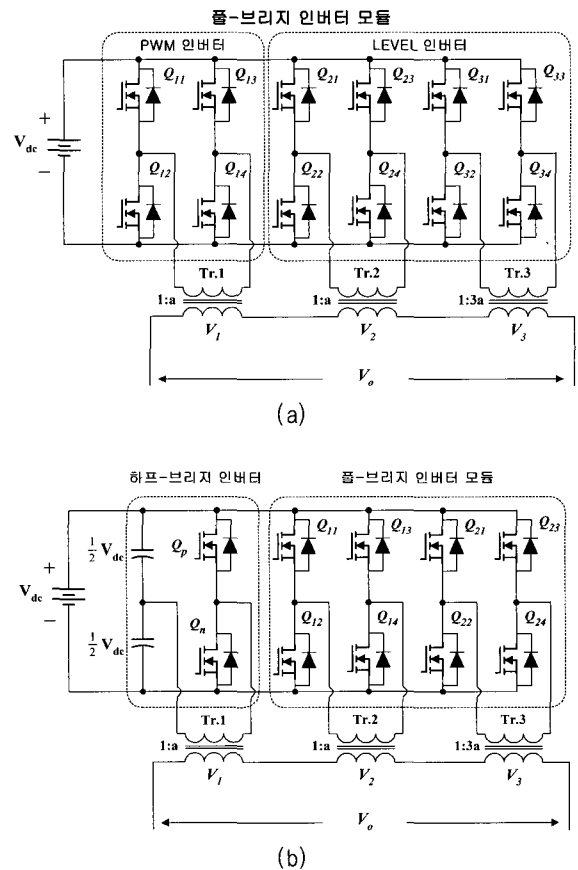 풀-브리지 인버터 모듈
PWM 인버터
LEVEL 인버터
Q11
Q13
Q21
Q23
Q31
Q33
+
Vdc
−
Q12
Q14
Q22
Q24
Q32
Q34
Tr.1
Tr.2
Tr.3
1:a
1:a
1:3a
V1
V2
V3
Vo
(a)
하프-브리지 인버터
풀-브리지 인버터 모듈
Q11
Q13
Q21
Q23
1/2 Vdc
Qp
+
Vdc
−
1/2 Vdc
Qn
Q12
Q14
Q22
Q24
Tr.1
Tr.2
Tr.3
1:a
1:a
1:3a
V1
V2
V3
Vo
(b)